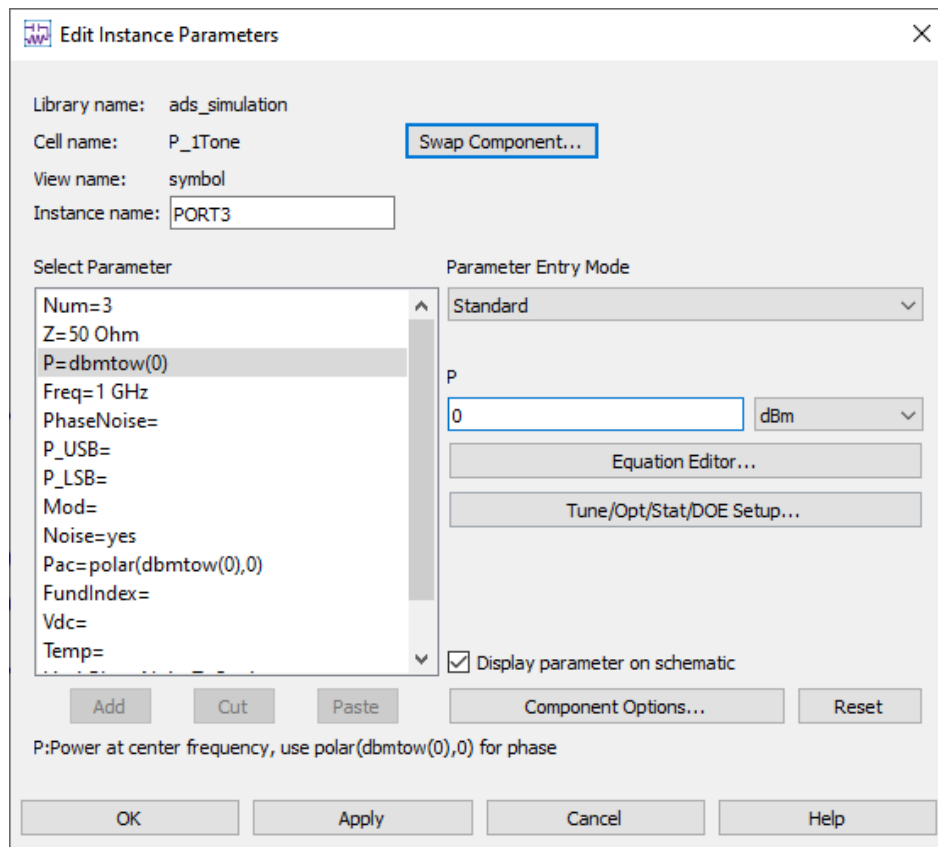 Edit Instance Parameters
Library name: ads_simulation
Cell name: P_1Tone Swap Component...
View name: symbol
Instance name: PORT3
Select Parameter
Num=3
Z=50 Ohm
P=dbmtow(0)
Freq=1 GHz
PhaseNoise=
P_USB=
P_LSB=
Mod=
Noise=yes
Pac=polar(dbmtow(0),0)
FundIndex=
Vdc=
Temp=
Add Cut Paste
Parameter Entry Mode
Standard
P
0 dBm
Equation Editor...
Tune/Opt/Stat/DOE Setup...
Display parameter on schematic
Component Options... Reset
P:Power at center frequency, use polar(dbmtow(0),0) for phase
OK Apply Cancel Help